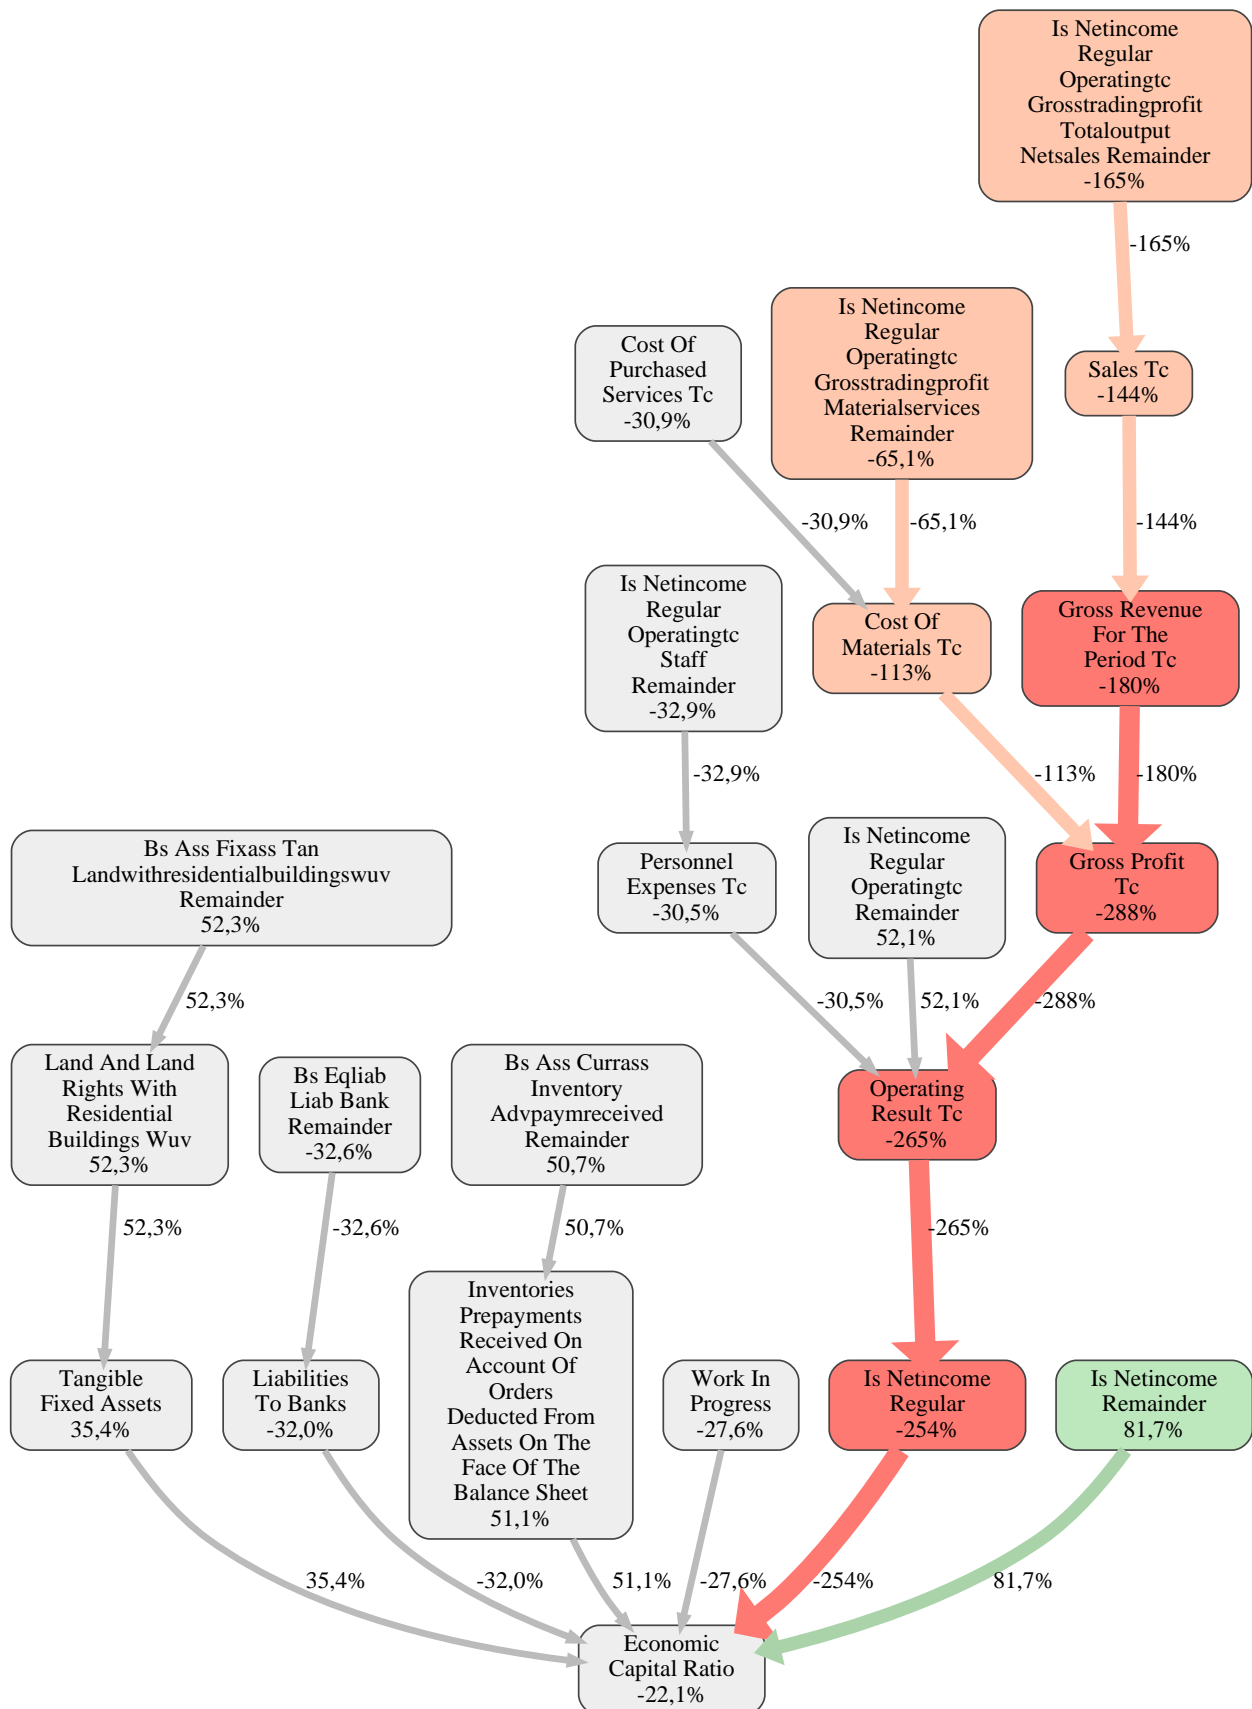 Is Netincome
Regular
Operatingtc
Grosstradingprofit
Totaloutput
Netsales Remainder
-165%
-165%
Is Netincome
Regular
Operatingtc
Grosstradingprofit
Materialservices
Remainder
-65,1%
Cost Of
Purchased
Services Tc
-30,9%
Sales Tc
-144%
-30,9%
-65,1%
-144%
Is Netincome
Regular
Operatingtc
Staff
Remainder
-32,9%
Cost Of
Materials Tc
-113%
Gross Revenue
For The
Period Tc
-180%
-32,9%
-113%
-180%
Bs Ass Fixass Tan
Landwithresidentialbuildingswuv
Remainder
52,3%
Personnel
Expenses Tc
-30,5%
Is Netincome
Regular
Operatingtc
Remainder
52,1%
Gross Profit
Tc
-288%
52,3%
-30,5%
52,1%
-288%
Land And Land
Rights With
Residential
Buildings Wuv
52,3%
Bs Eqliab
Liab Bank
Remainder
-32,6%
Bs Ass Currass
Inventory
Advpaymreceived
Remainder
50,7%
Operating
Result Tc
-265%
52,3%
-32,6%
50,7%
-265%
Inventories
Prepayments
Received On
Account Of
Orders
Deducted From
Assets On The
Face Of The
Balance Sheet
51,1%
Tangible
Fixed Assets
35,4%
Liabilities
To Banks
-32,0%
Work In
Progress
-27,6%
Is Netincome
Regular
-254%
Is Netincome
Remainder
81,7%
35,4%
-32,0%
51,1%
-27,6%
-254%
81,7%
Economic
Capital Ratio
-22,1%